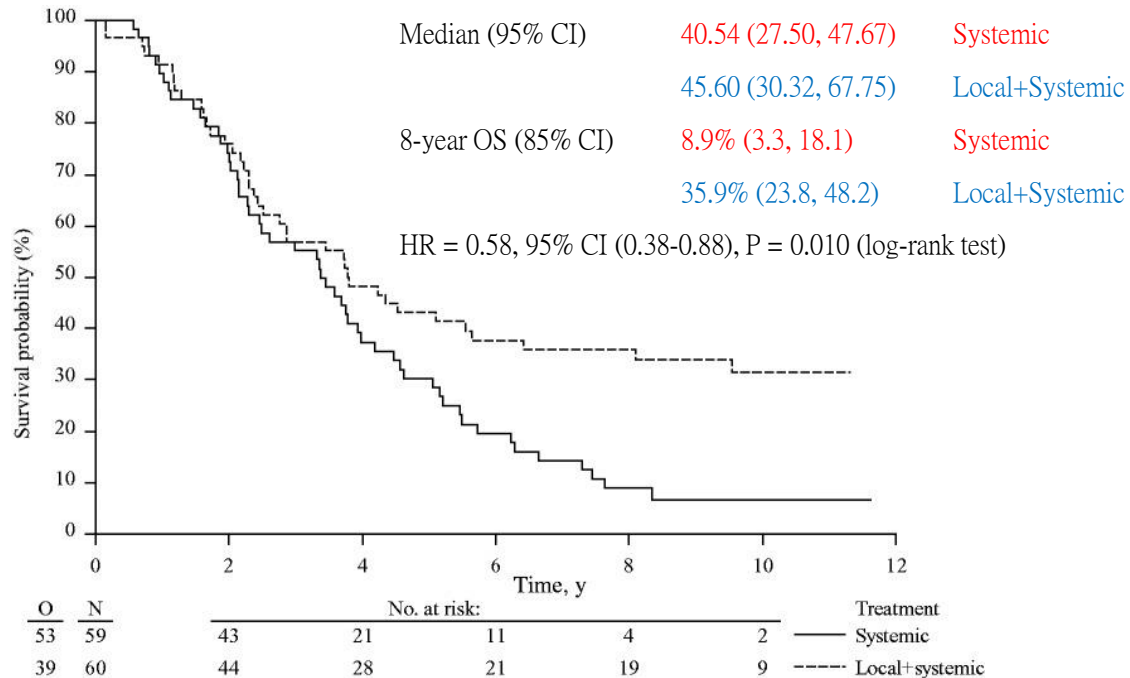 Median (95% CI) 40.54 (27.50, 47.67) Systemic
45.60 (30.32, 67.75) Local+Systemic
8-year OS (85% CI) 8.9% (3.3, 18.1) Systemic
35.9% (23.8, 48.2) Local+Systemic
HR = 0.58, 95% CI (0.38-0.88), P = 0.010 (log-rank test)
Survival probability (%)
100
90
80
70
60
50
40
30
20
10
0
0 2 4 6 8 10 12
Time, y
O N No. at risk: Treatment
53 59 43 21 11 4 2 Systemic
39 60 44 28 21 19 9 Local+systemic